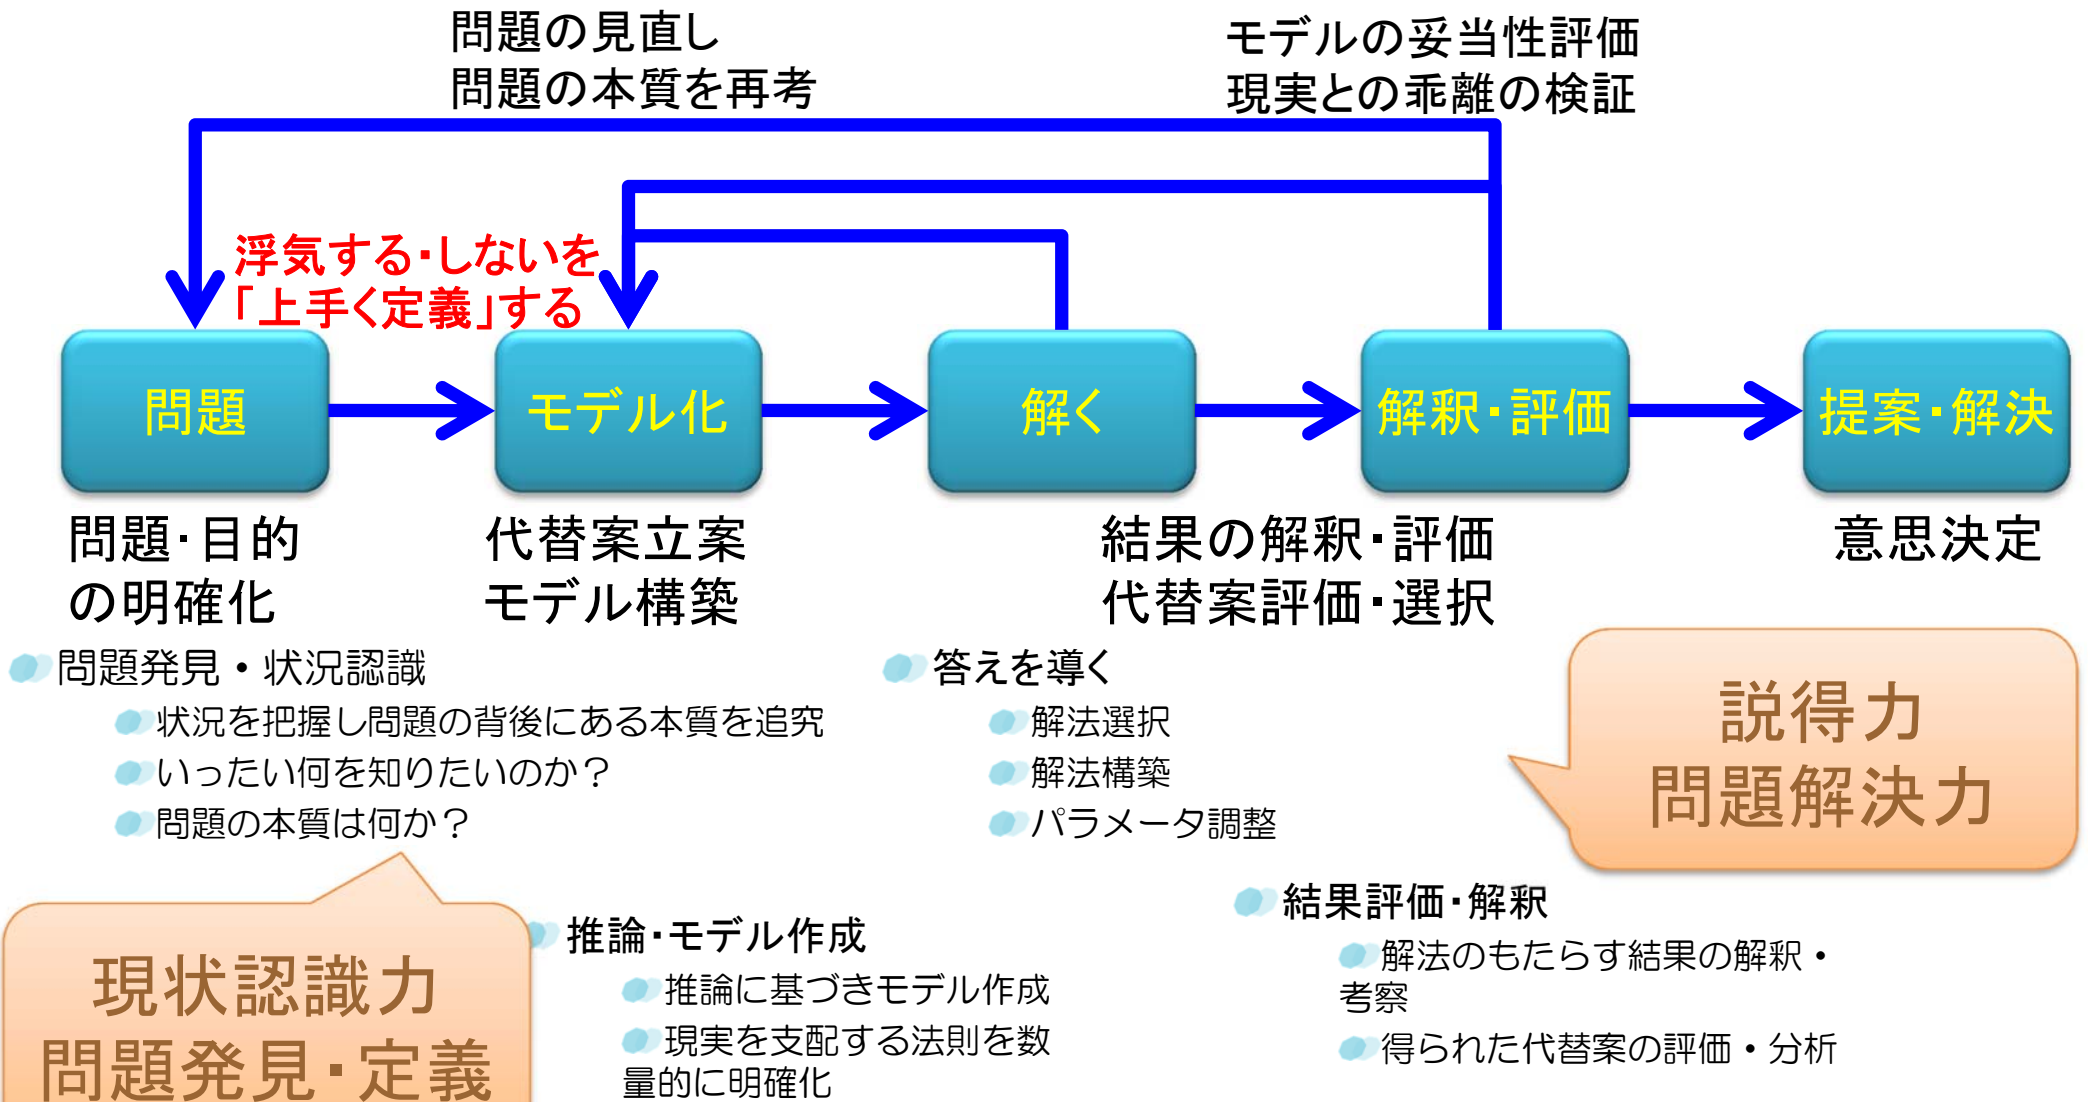 問題の見直し
問題の本質を再考
モデルの妥当性評価
現実との乖離の検証
浮気する・しないを
「上手く定義」する
問題
モデル化
解く
解釈・評価
提案・解決
問題・目的
の明確化
代替案立案
モデル構築
結果の解釈・評価
代替案評価・選択
意思決定
問題発見・状況認識
状況を把握し問題の背後にある本質を追究
いったい何を知りたいのか？
問題の本質は何か？
答えを導く
解法選択
解法構築
パラメータ調整
説得力
問題解決力
現状認識力
問題発見・定義
推論・モデル作成
推論に基づきモデル作成
現実を支配する法則を数
量的に明確化
結果評価・解釈
解法のもたらす結果の解釈・
考察
得られた代替案の評価・分析